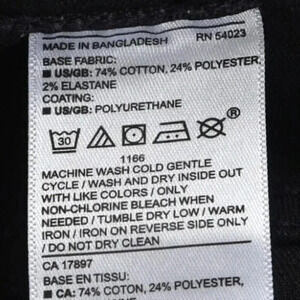 MADE IN BANGLADESH RN 54023
BASE FABRIC:
■ US/GB: 74% COTTON, 24% POLYESTER,
2% ELASTANE
COATING:
■ US/GB: POLYURETHANE
30
®
1166
MACHINE WASH COLD GENTLE
CYCLE / WASH AND DRY INSIDE OUT
WITH LIKE COLORS / ONLY
NON-CHLORINE BLEACH WHEN
NEEDED / TUMBLE DRY LOW / WARM
IRON / IRON ON REVERSE SIDE ONLY
/ DO NOT DRY CLEAN
CA 17897
BASE EN TISSU:
■ CA: 74% COTON, 24% POLYESTER,